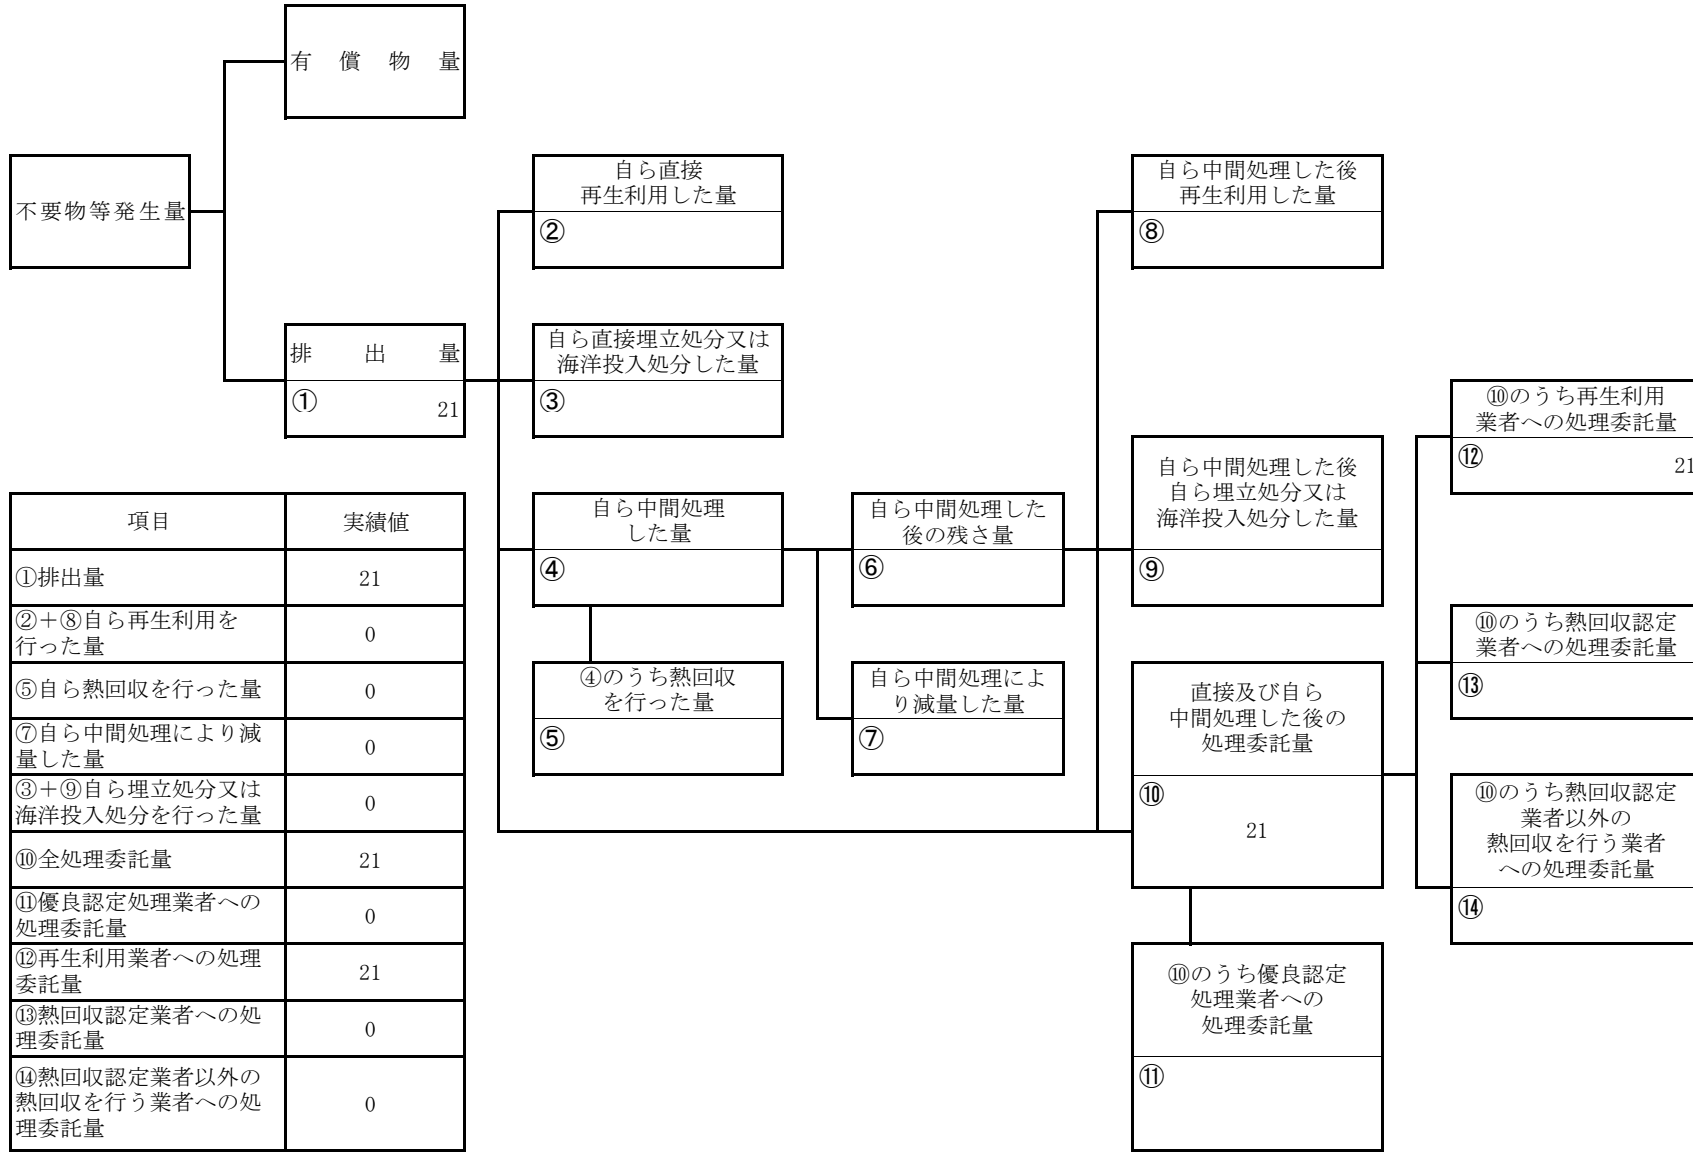 有償物量
不要物等発生量
自ら直接
再生利用した量
②
自ら中間処理した後
再生利用した量
⑧
排出量
① 21
自ら直接埋立処分又は
海洋投入処分した量
③
⑩のうち再生利用
業者への処理委託量
⑫ 21
自ら中間処理
した量
④
自ら中間処理した
後の残さ量
⑥
自ら中間処理した後
自ら埋立処分又は
海洋投入処分した量
⑨
④のうち熱回収
を行った量
⑤
自ら中間処理によ
り減量した量
⑦
直接及び自ら
中間処理した後の
処理委託量
⑩
21
⑩のうち熱回収認定
業者への処理委託量
⑬
⑩のうち熱回収認定
業者以外の
熱回収を行う業者
への処理委託量
⑭
⑩のうち優良認定
処理業者への
処理委託量
⑪
項目 実績値
①排出量 21
②+⑧自ら再生利用を
行った量 0
⑤自ら熱回収を行った量 0
⑦自ら中間処理により減
量した量 0
③+⑨自ら埋立処分又は
海洋投入処分を行った量 0
⑩全処理委託量 21
⑪優良認定処理業者への
処理委託量 0
⑫再生利用業者への処理
委託量 21
⑬熱回収認定業者への処
理委託量 0
⑭熱回収認定業者以外の
熱回収を行う業者への処
理委託量 0